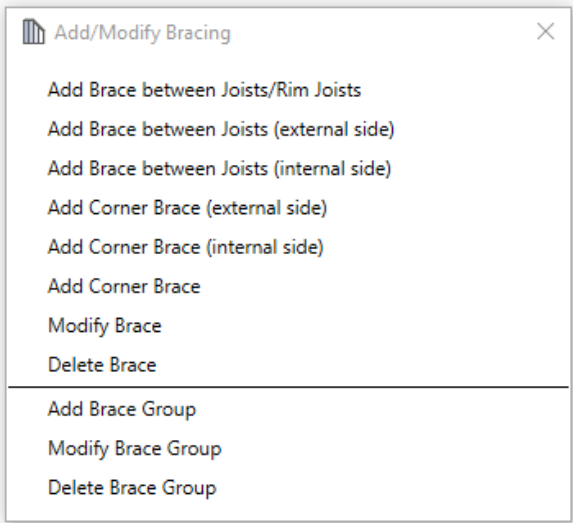 Add/Modify Bracing
Add Brace between Joists/Rim Joists
Add Brace between Joists (external side)
Add Brace between Joists (internal side)
Add Corner Brace (external side)
Add Corner Brace (internal side)
Add Corner Brace
Modify Brace
Delete Brace
Add Brace Group
Modify Brace Group
Delete Brace Group